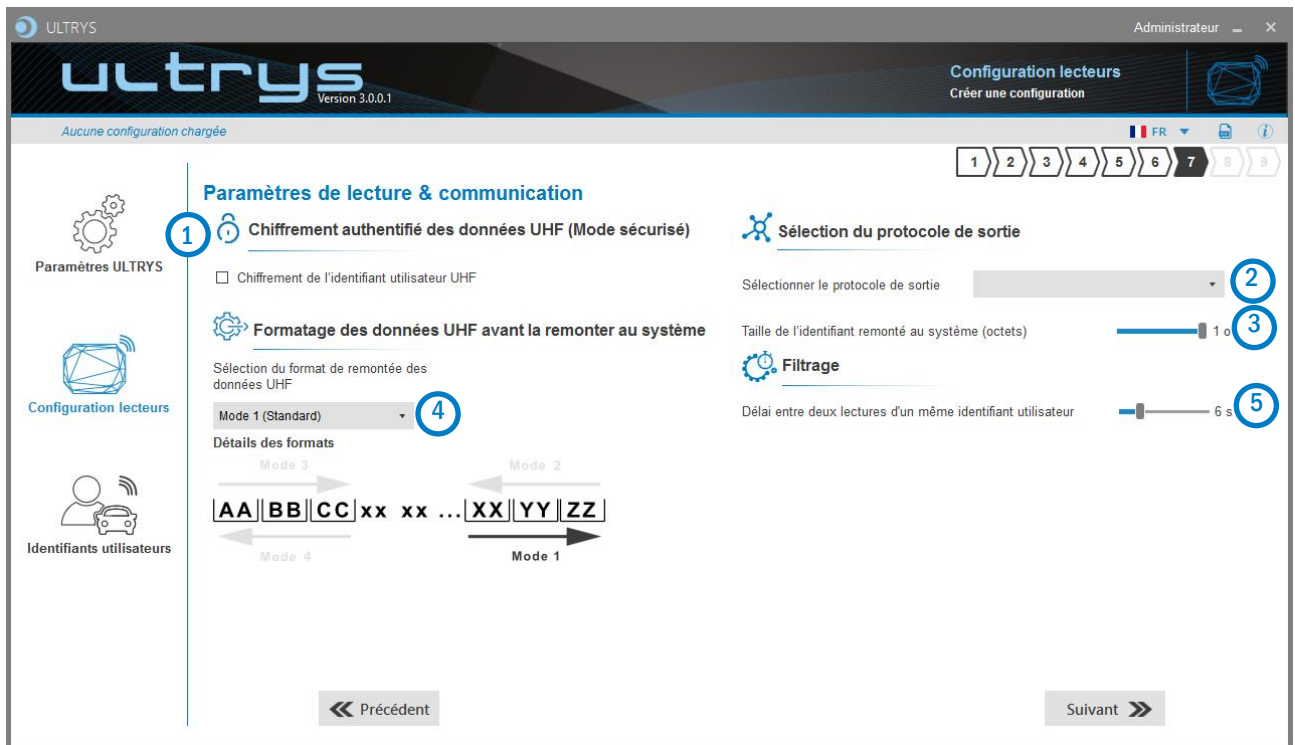 ULTRYS
Administrateur
ultrys
Version 3.0.0.1
Configuration lecteurs
Créer une configuration
Aucune configuration chargée
FR
1 2 3 4 5 6 7 8 9
Paramètres ULTRYS
Configuration lecteurs
Identifiants utilisateurs
Paramètres de lecture & communication
1
Chiffrement authentifié des données UHF (Mode sécurisé)
Chiffrement de l'identifiant utilisateur UHF
Formatage des données UHF avant la remonter au système
Sélection du format de remontée des
données UHF
Mode 1 (Standard)
4
Détails des formats
Mode 3 Mode 2
AA BB CC xx xx ... XX YY ZZ
Mode 4 Mode 1
Sélection du protocole de sortie
Sélectionner le protocole de sortie
2
Taille de l'identifiant remonté au système (octets) 1 o
3
Filtrage
Délai entre deux lectures d'un même identifiant utilisateur 6 s
5
Précédent
Suivant